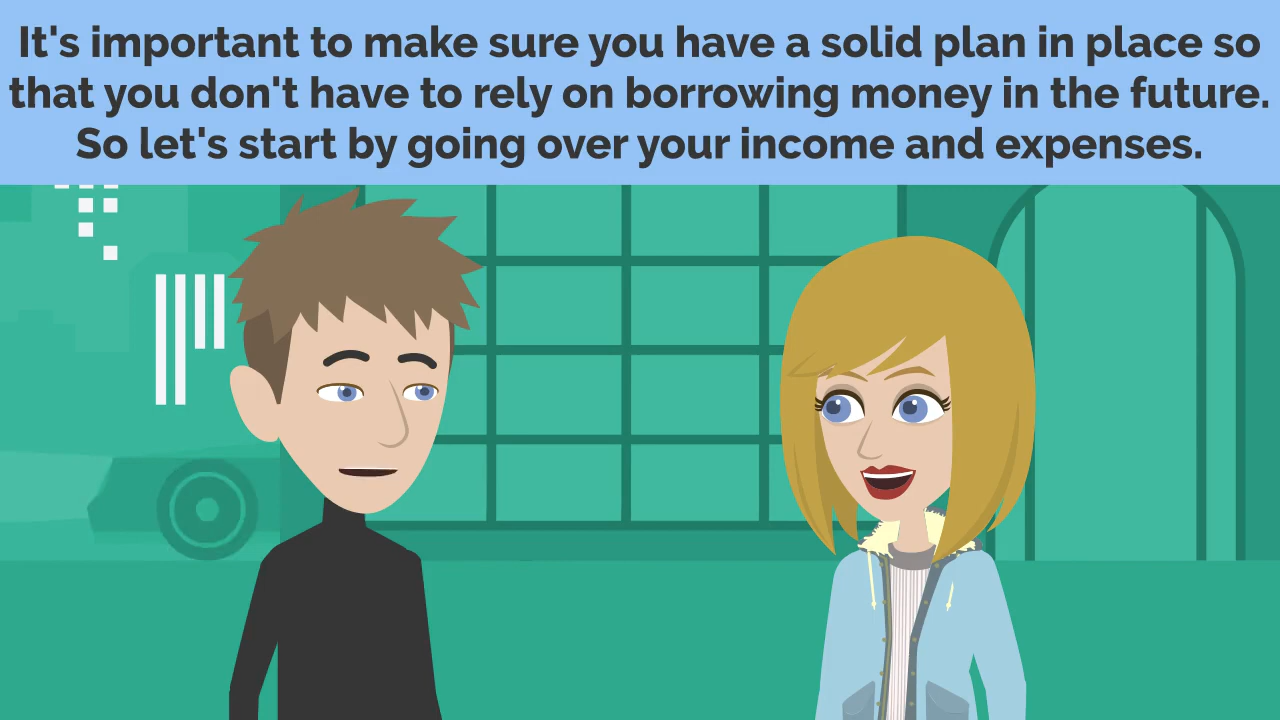 It's important to make sure you have a solid plan in place so
that you don't have to rely on borrowing money in the future.
So let's start by going over your income and expenses.